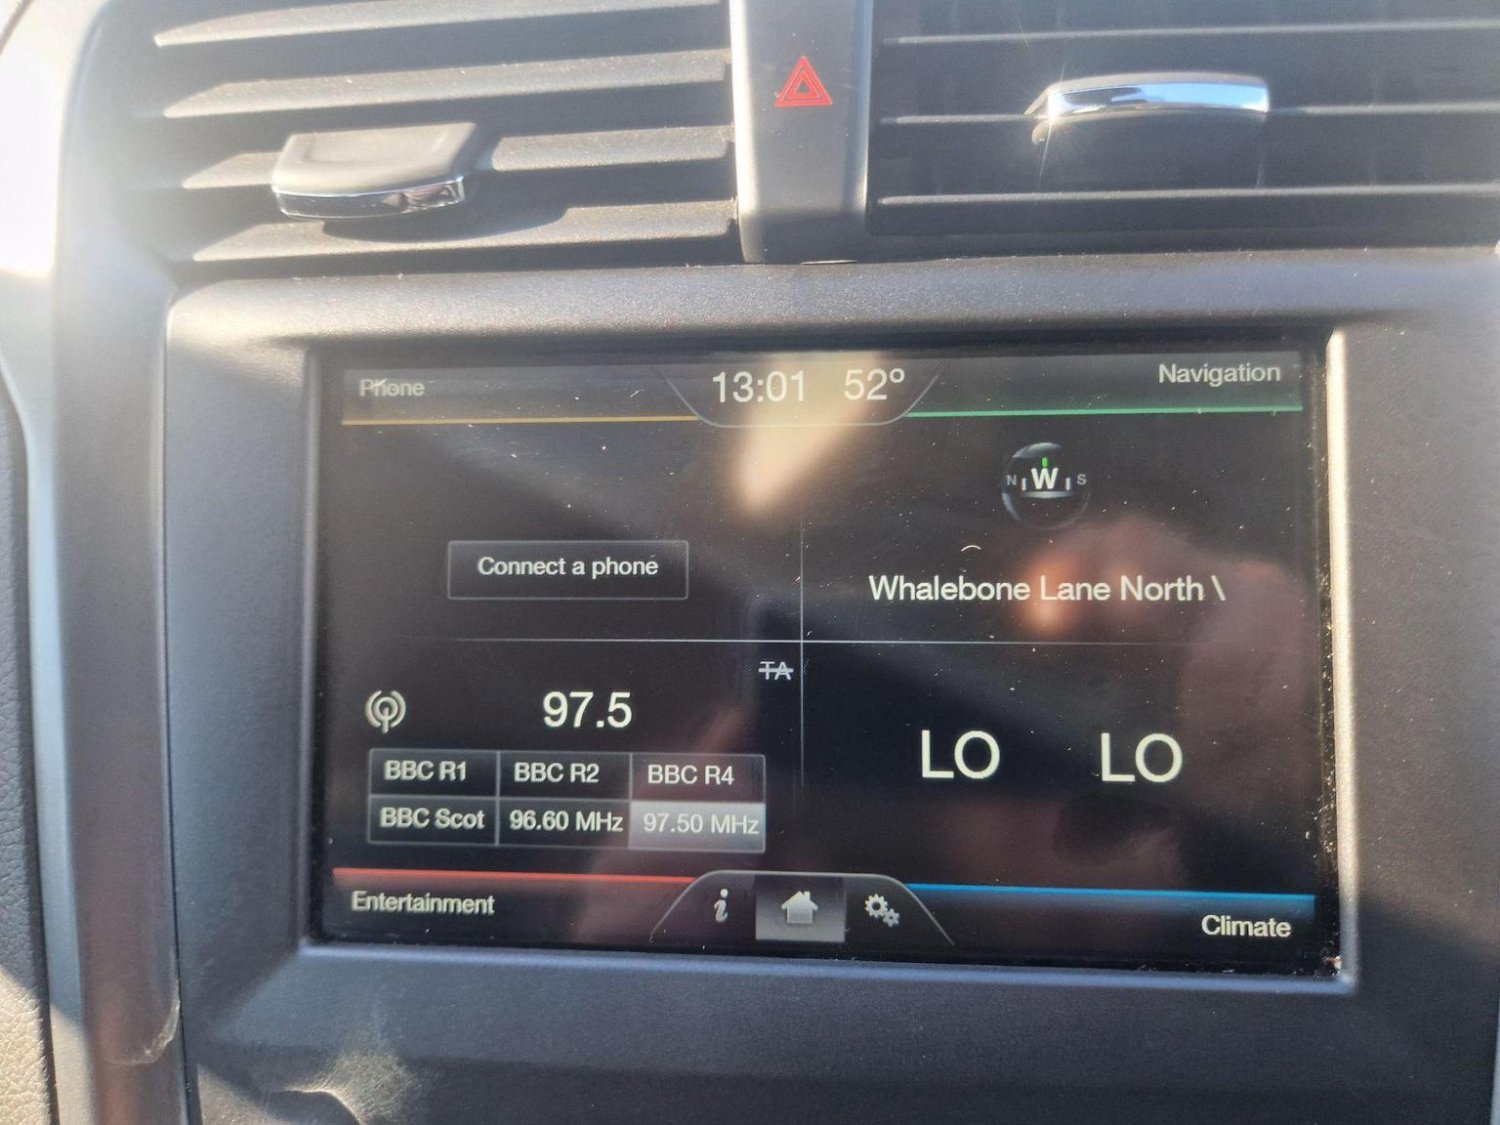 Phone
13:01 52°
Navigation
N W S
Connect a phone
Whalebone Lane North \
TA
97.5
BBC R1 BBC R2 BBC R4
BBC Scot 96.60 MHz 97.50 MHz
LO LO
Entertainment
i
Climate